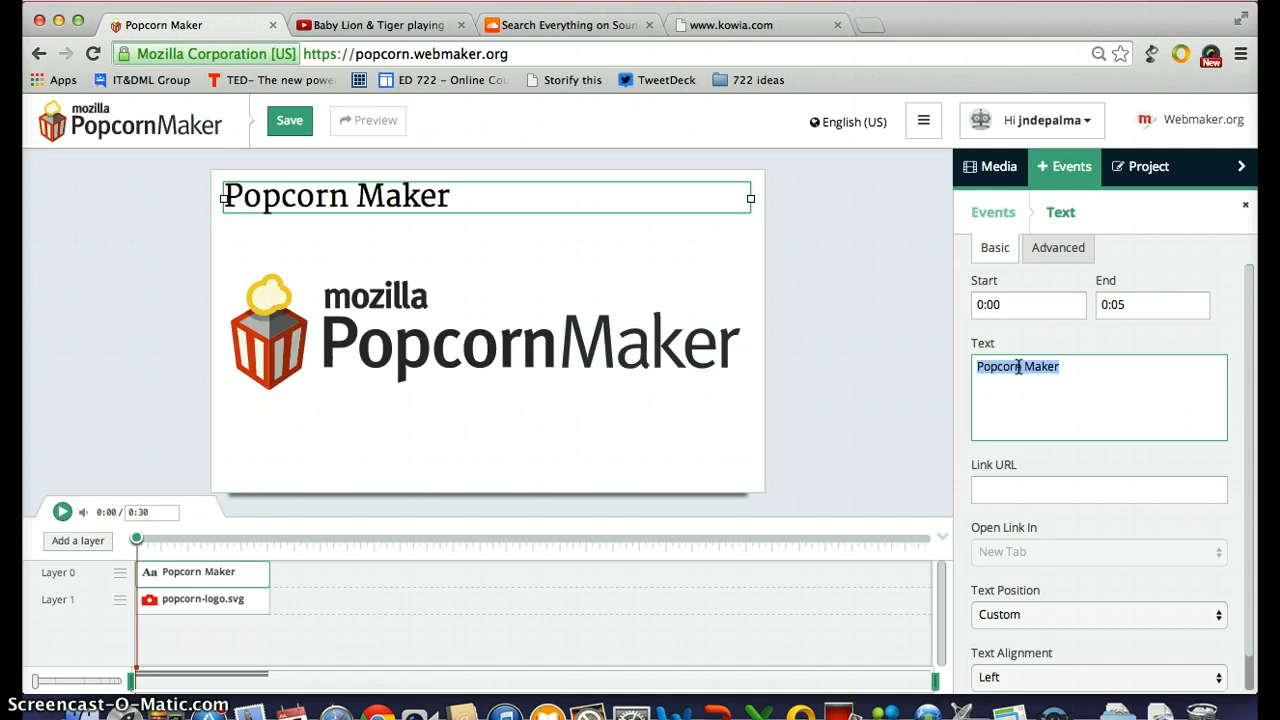 Popcorn Maker
Baby Lion & Tiger playing
Search Everything on Soun
www.kowia.com
Mozilla Corporation [US] https://popcorn.webmaker.org
Apps IT&DML Group TED- The new powe ED 722 - Online Co Storify this TweetDeck 722 ideas
New
mozilla
PopcornMaker
Save
Preview
English (US)
Hi jndepalma
Webmaker.org
Media + Events Project
Events Text
Basic Advanced
Start End
0:00 0:05
Text
Popcorn Maker
Link URL
Open Link In
New Tab
Text Position
Custom
Text Alignment
Left
Popcorn Maker
mozilla
PopcornMaker
0:00 / 0:30
Add a layer
Layer 0 Aa Popcorn Maker
Layer 1 popcorn-logo.svg
Screencast-O-Matic.com